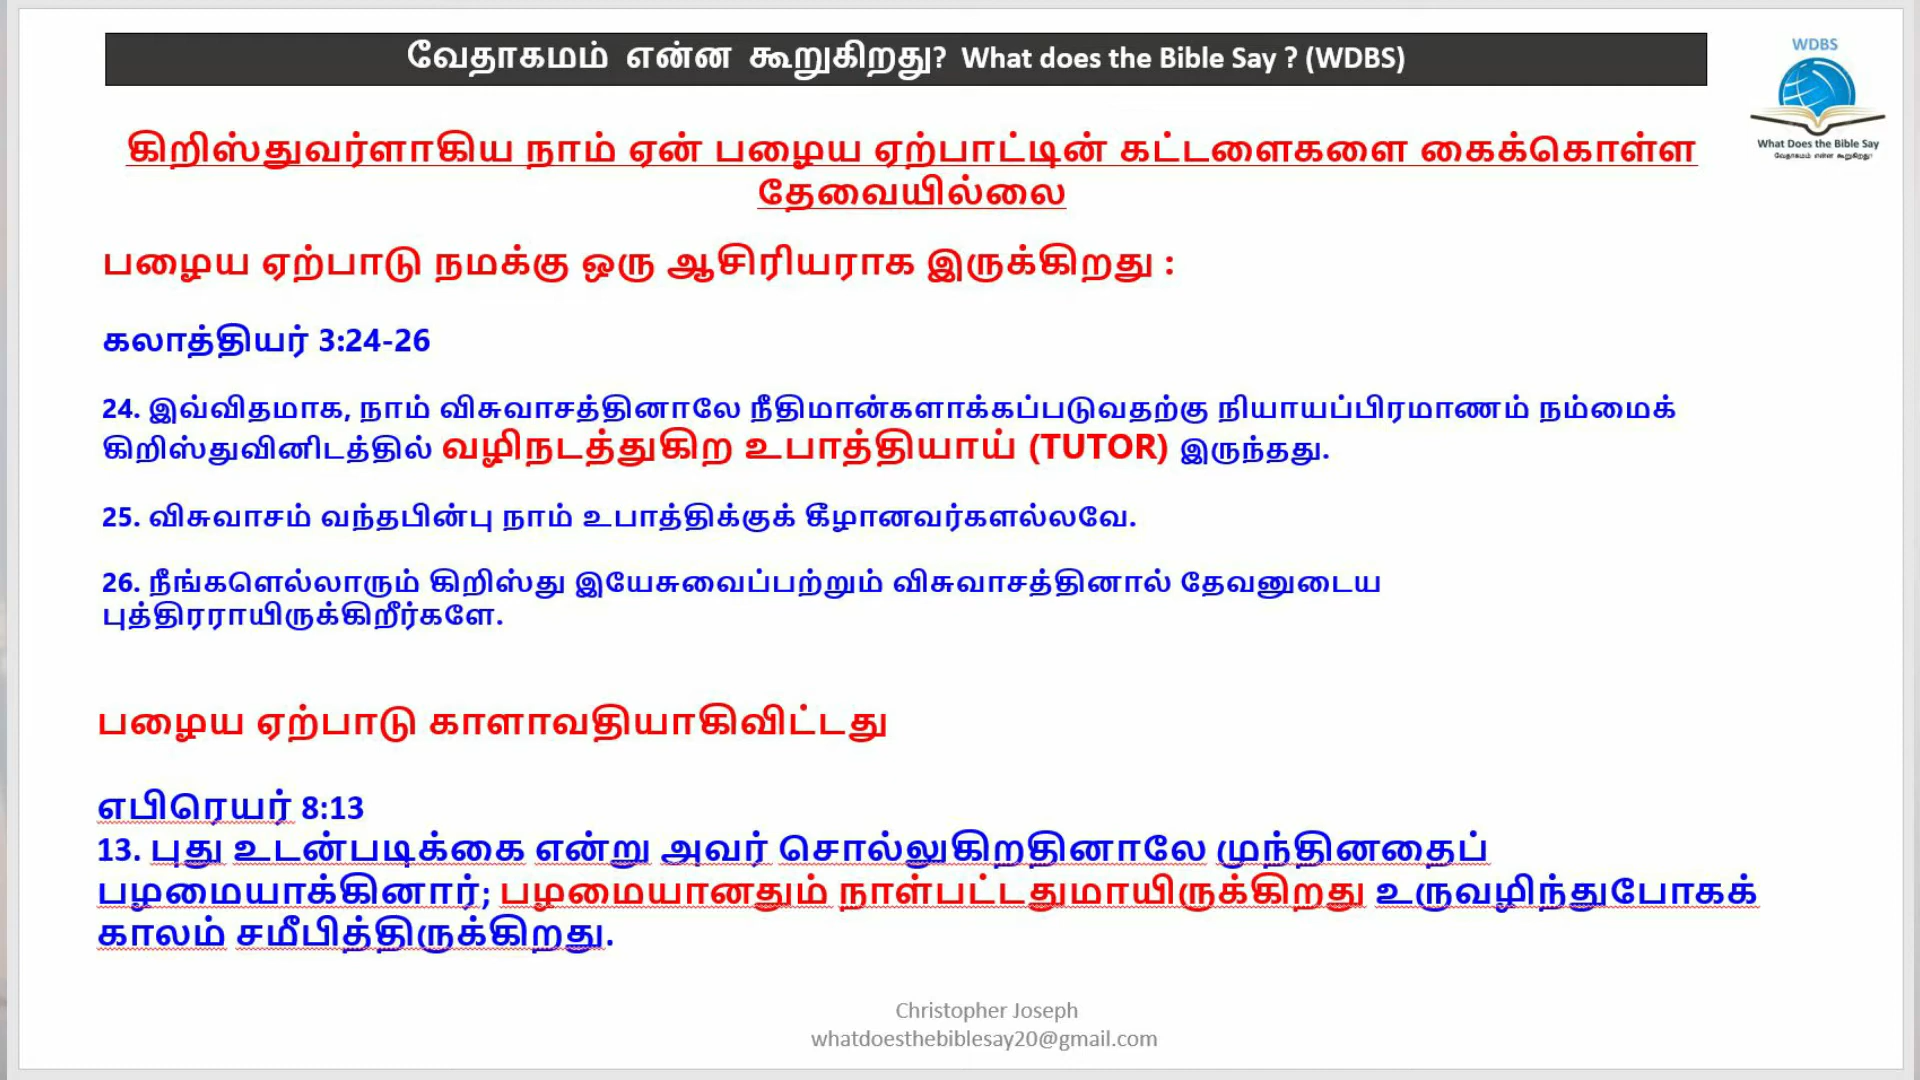 வேதாகமம் என்ன கூறுகிறது? What does the Bible Say ? (WDBS)
WDBS
What Does the Bible Say
வேதாகமம் என்ன கூறுகிறது?
கிறிஸ்துவர்ளாகிய நாம் ஏன் பழைய ஏற்பாட்டின் கட்டளைகளை கைக்கொள்ள
தேவையில்லை
பழைய ஏற்பாடு நமக்கு ஒரு ஆசிரியராக இருக்கிறது :
கலாத்தியர் 3:24-26
24. இவ்விதமாக, நாம் விசுவாசத்தினாலே நீதிமான்களாக்கப்படுவதற்கு நியாயப்பிரமாணம் நம்மைக்
கிறிஸ்துவினிடத்தில் வழிநடத்துகிற உபாத்தியாய் (TUTOR) இருந்தது.
25. விசுவாசம் வந்தபின்பு நாம் உபாத்திக்குக் கீழானவர்களல்லவே.
26. நீங்களெல்லாரும் கிறிஸ்து இயேசுவைப்பற்றும் விசுவாசத்தினால் தேவனுடைய
புத்திரராயிருக்கிறீர்களே.
பழைய ஏற்பாடு காளாவதியாகிவிட்டது
எபிரெயர் 8:13
13. புது உடன்படிக்கை என்று அவர் சொல்லுகிறதினாலே முந்தினதைப்
பழமையாக்கினார்; பழமையானதும் நாள்பட்டதுமாயிருக்கிறது உருவழிந்துபோகக்
காலம் சமீபித்திருக்கிறது.
Christopher Joseph
whatdoesthebiblesay20@gmail.com